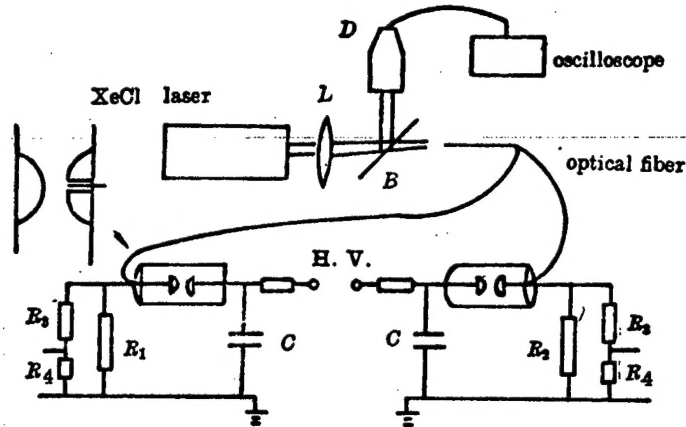 D
oscilloscope
XeCl laser
L
optical fiber
B
H. V.
R₃
R₁
C
C
R₂
R₃
R₄
R₄